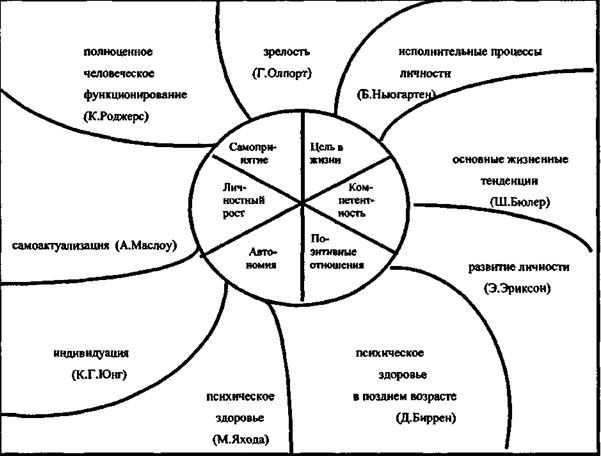 полноценное
человеческое
функционирование
(К.Роджерс)
зрелость
(Г.Олпорт)
исполнительные процессы
личности
(Б.Ньюгартен)
Самопри-
нятие
Цель в
жизни
Лич-
ностный
рост
Ком-
петент-
ность
Авто-
номия
По-
зитивные
отношения
основные жизненные
тенденции
(Ш.Бюлер)
самоактуализация (А.Маслоу)
развитие личности
(Э.Эриксон)
индивидуация
(К.Г.Юнг)
психическое
здоровье
(М.Яхода)
психическое
здоровье
в позднем возрасте
(Д.Биррен)